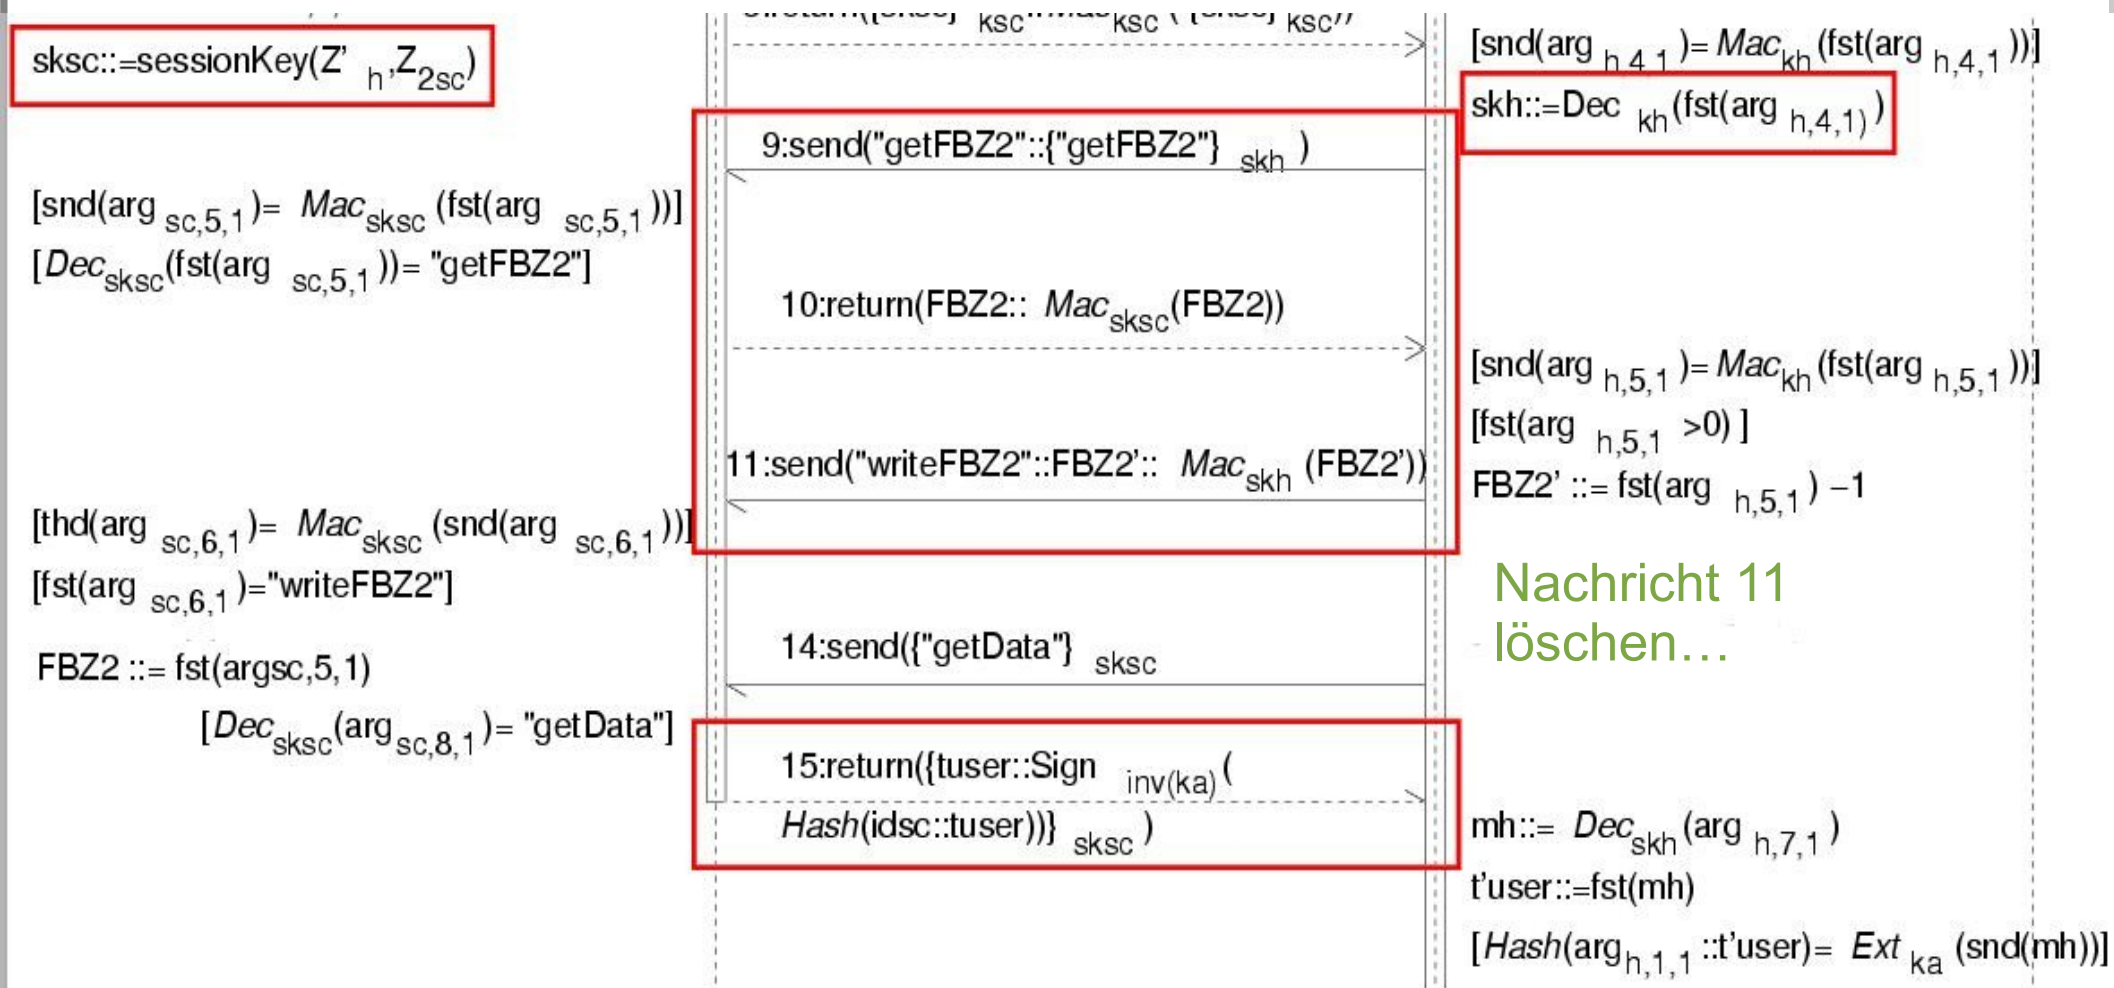 sksc::=sessionKey(Z' h,Z2sc)
[snd(arg h,4,1)= Mackh(fst(arg h,4,1))]
skh::=Dec kh(fst(arg h,4,1))
9:send("getFBZ2"::{"getFBZ2"} skh )
[snd(arg sc,5,1)= Macsksc(fst(arg sc,5,1))]
[Decsksc(fst(arg sc,5,1))= "getFBZ2"]
10:return(FBZ2:: Macsksc(FBZ2))
[snd(arg h,5,1)= Mackh(fst(arg h,5,1))]
[fst(arg h,5,1 >0) ]
11:send("writeFBZ2"::FBZ2':: Macskh (FBZ2'))
FBZ2' ::= fst(arg h,5,1) −1
[thd(arg sc,6,1)= Macsksc(snd(arg sc,6,1))]
[fst(arg sc,6,1)="writeFBZ2"]
Nachricht 11
löschen…
14:send({"getData"} sksc
FBZ2 ::= fst(argsc,5,1)
[Decsksc(argsc,8,1)= "getData"]
15:return({tuser::Sign inv(ka)(
Hash(idsc::tuser))} sksc )
mh::= Decskh(arg h,7,1)
t'user::=fst(mh)
[Hash(argh,1,1::t'user)= Ext ka (snd(mh))]